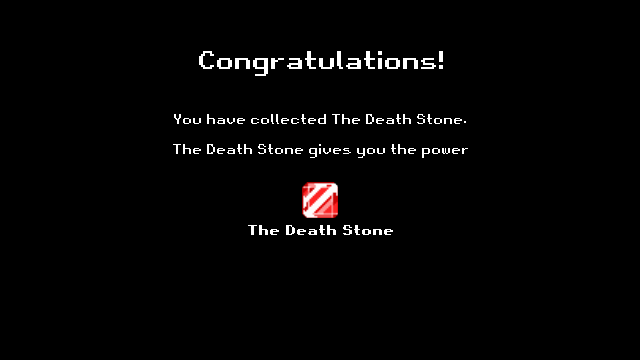 Congratulations!
You have collected The Death Stone.
The Death Stone gives you the power
The Death Stone